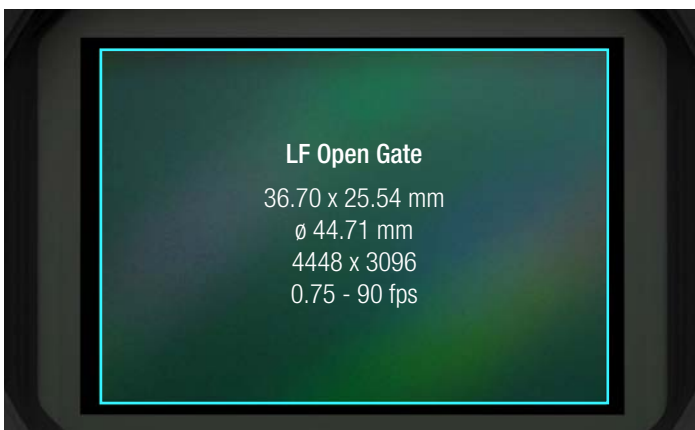 LF Open Gate
36.70 x 25.54 mm
ø 44.71 mm
4448 x 3096
0.75 - 90 fps